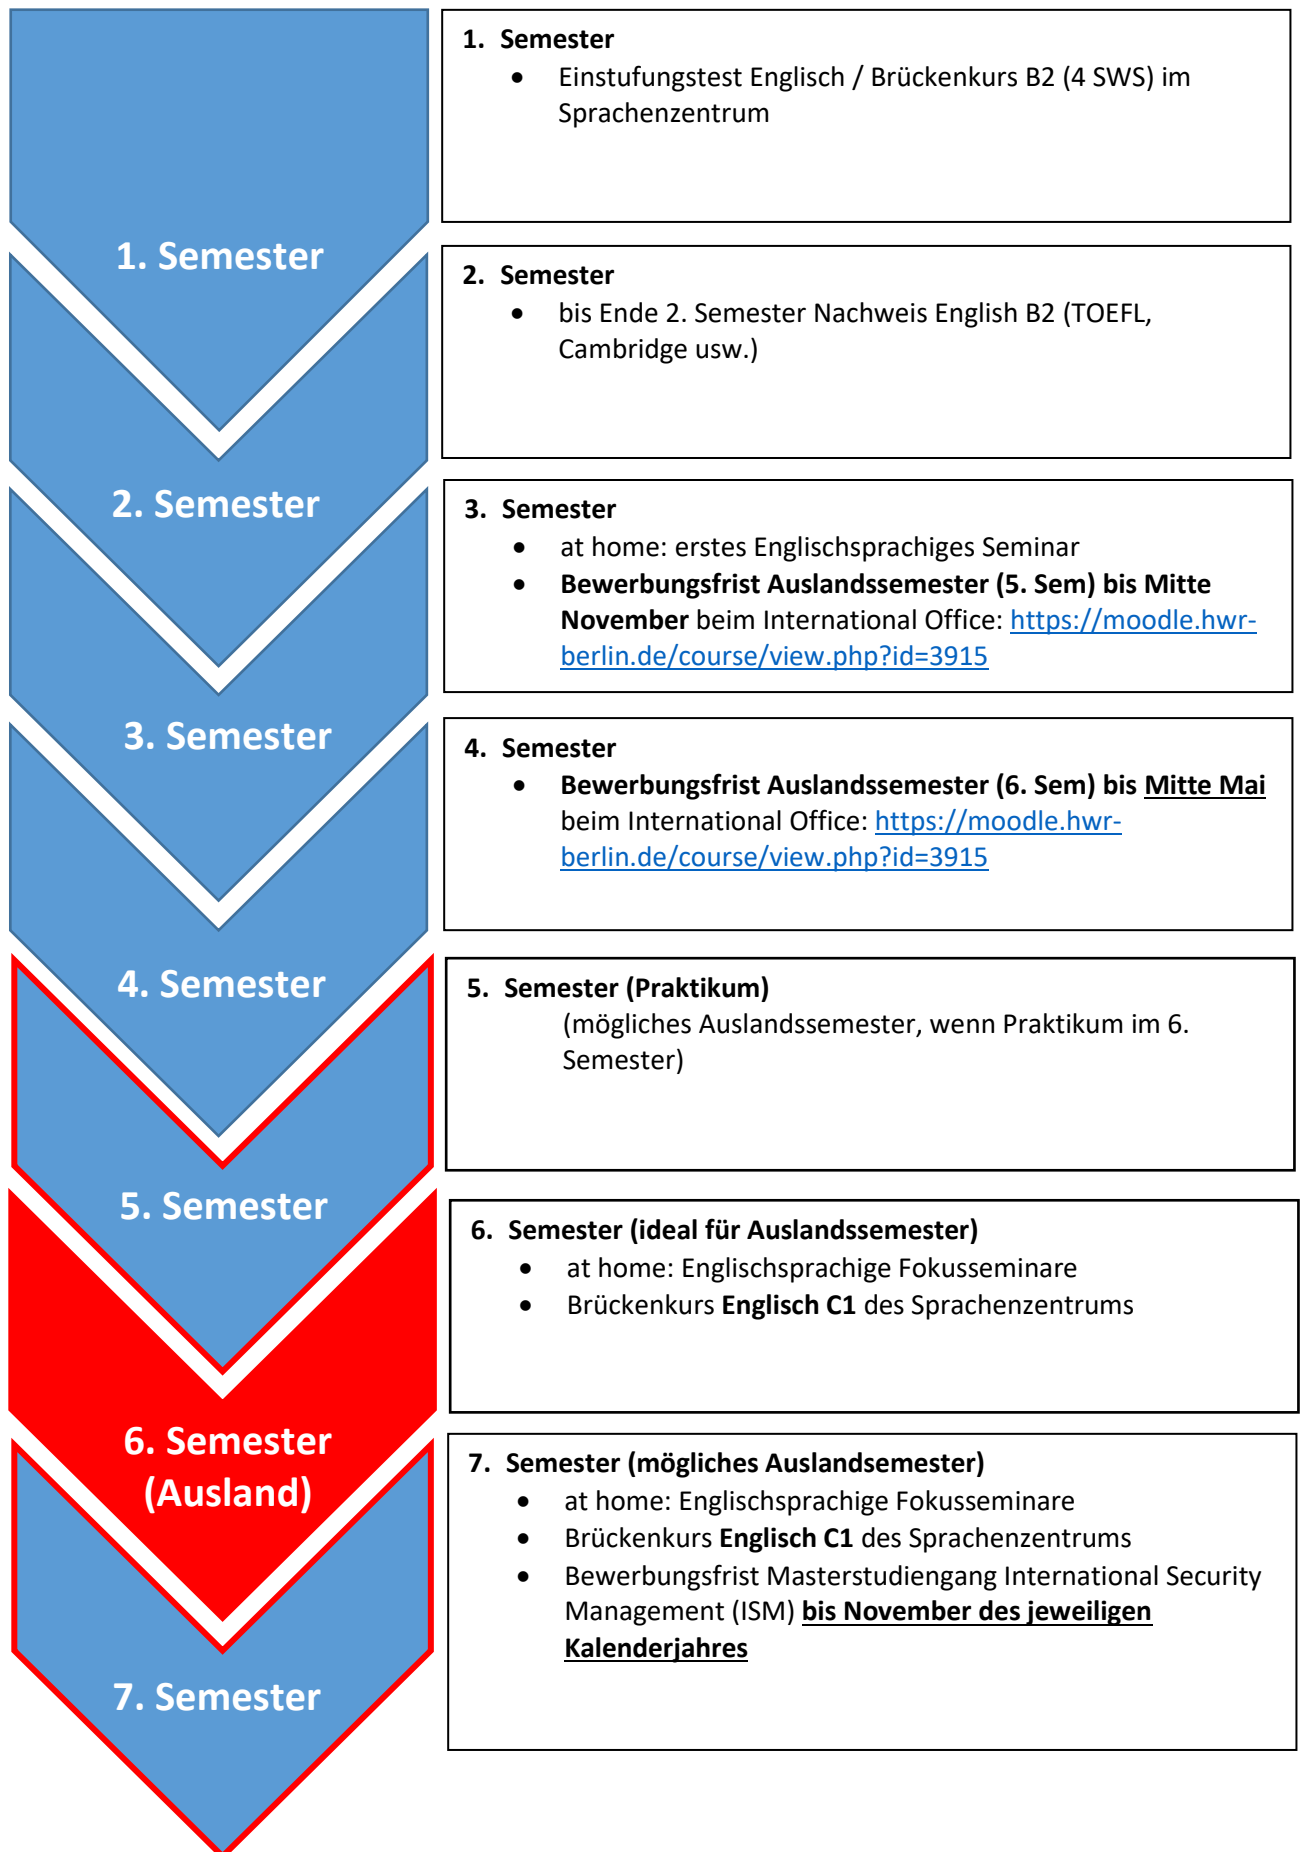 1. Semester
2. Semester
3. Semester
4. Semester
5. Semester
6. Semester
(Ausland)
7. Semester
1. Semester
• Einstufungstest Englisch / Brückenkurs B2 (4 SWS) im
Sprachenzentrum
2. Semester
• bis Ende 2. Semester Nachweis English B2 (TOEFL,
Cambridge usw.)
3. Semester
• at home: erstes Englischsprachiges Seminar
• Bewerbungsfrist Auslandssemester (5. Sem) bis Mitte
November beim International Office: https://moodle.hwr-
berlin.de/course/view.php?id=3915
4. Semester
• Bewerbungsfrist Auslandssemester (6. Sem) bis Mitte Mai
beim International Office: https://moodle.hwr-
berlin.de/course/view.php?id=3915
5. Semester (Praktikum)
(mögliches Auslandssemester, wenn Praktikum im 6.
Semester)
6. Semester (ideal für Auslandssemester)
• at home: Englischsprachige Fokusseminare
• Brückenkurs Englisch C1 des Sprachenzentrums
7. Semester (mögliches Auslandsemester)
• at home: Englischsprachige Fokusseminare
• Brückenkurs Englisch C1 des Sprachenzentrums
• Bewerbungsfrist Masterstudiengang International Security
Management (ISM) bis November des jeweiligen
Kalenderjahres